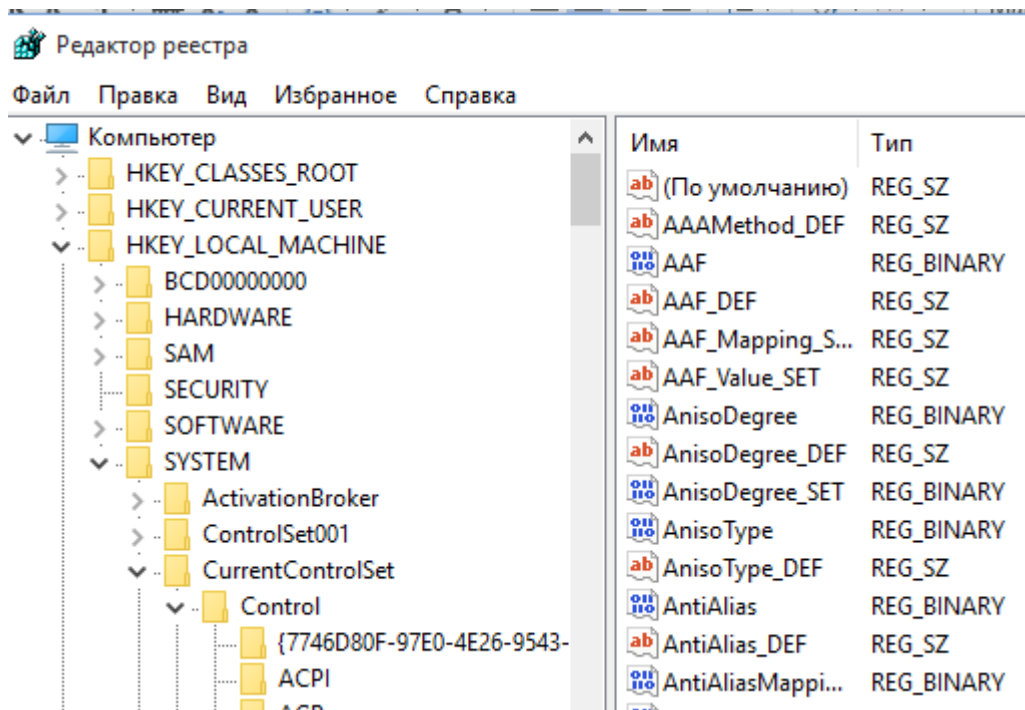 Редактор реестра
Файл Правка Вид Избранное Справка
Компьютер
HKEY_CLASSES_ROOT
HKEY_CURRENT_USER
HKEY_LOCAL_MACHINE
BCD00000000
HARDWARE
SAM
SECURITY
SOFTWARE
SYSTEM
ActivationBroker
ControlSet001
CurrentControlSet
Control
{7746D80F-97E0-4E26-9543-
ACPI
Имя Тип
(По умолчанию) REG_SZ
AAAMethod_DEF REG_SZ
AAF REG_BINARY
AAF_DEF REG_SZ
AAF_Mapping_S... REG_SZ
AAF_Value_SET REG_SZ
AnisoDegree REG_BINARY
AnisoDegree_DEF REG_SZ
AnisoDegree_SET REG_BINARY
AnisoType REG_BINARY
AnisoType_DEF REG_SZ
AntiAlias REG_BINARY
AntiAlias_DEF REG_SZ
AntiAliasMappi... REG_BINARY